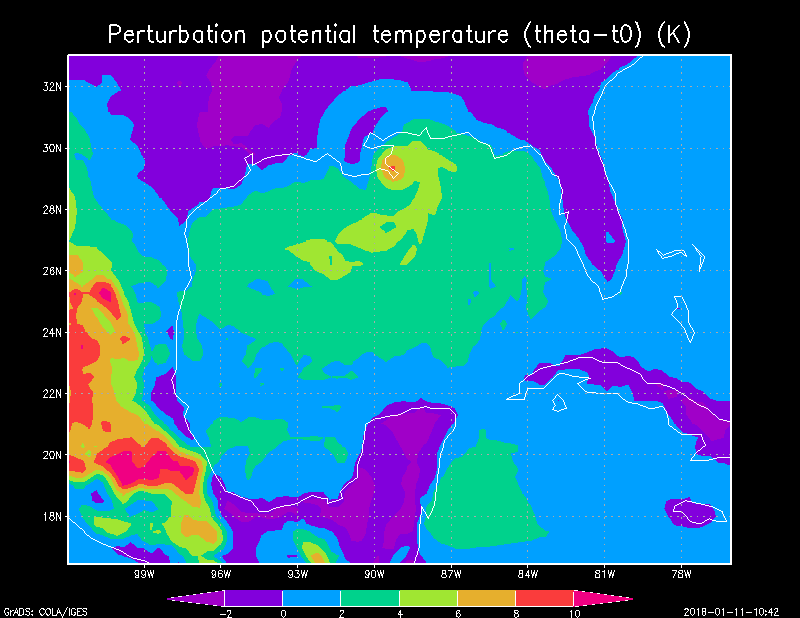 Perturbation potential temperature (theta-t0) (K)
32N
30N
28N
26N
24N
22N
20N
18N
99W 96W 93W 90W 87W 84W 81W 78W
-2 0 2 4 6 8 10
GrADS: COLA/IGES 2018-01-11-10:42